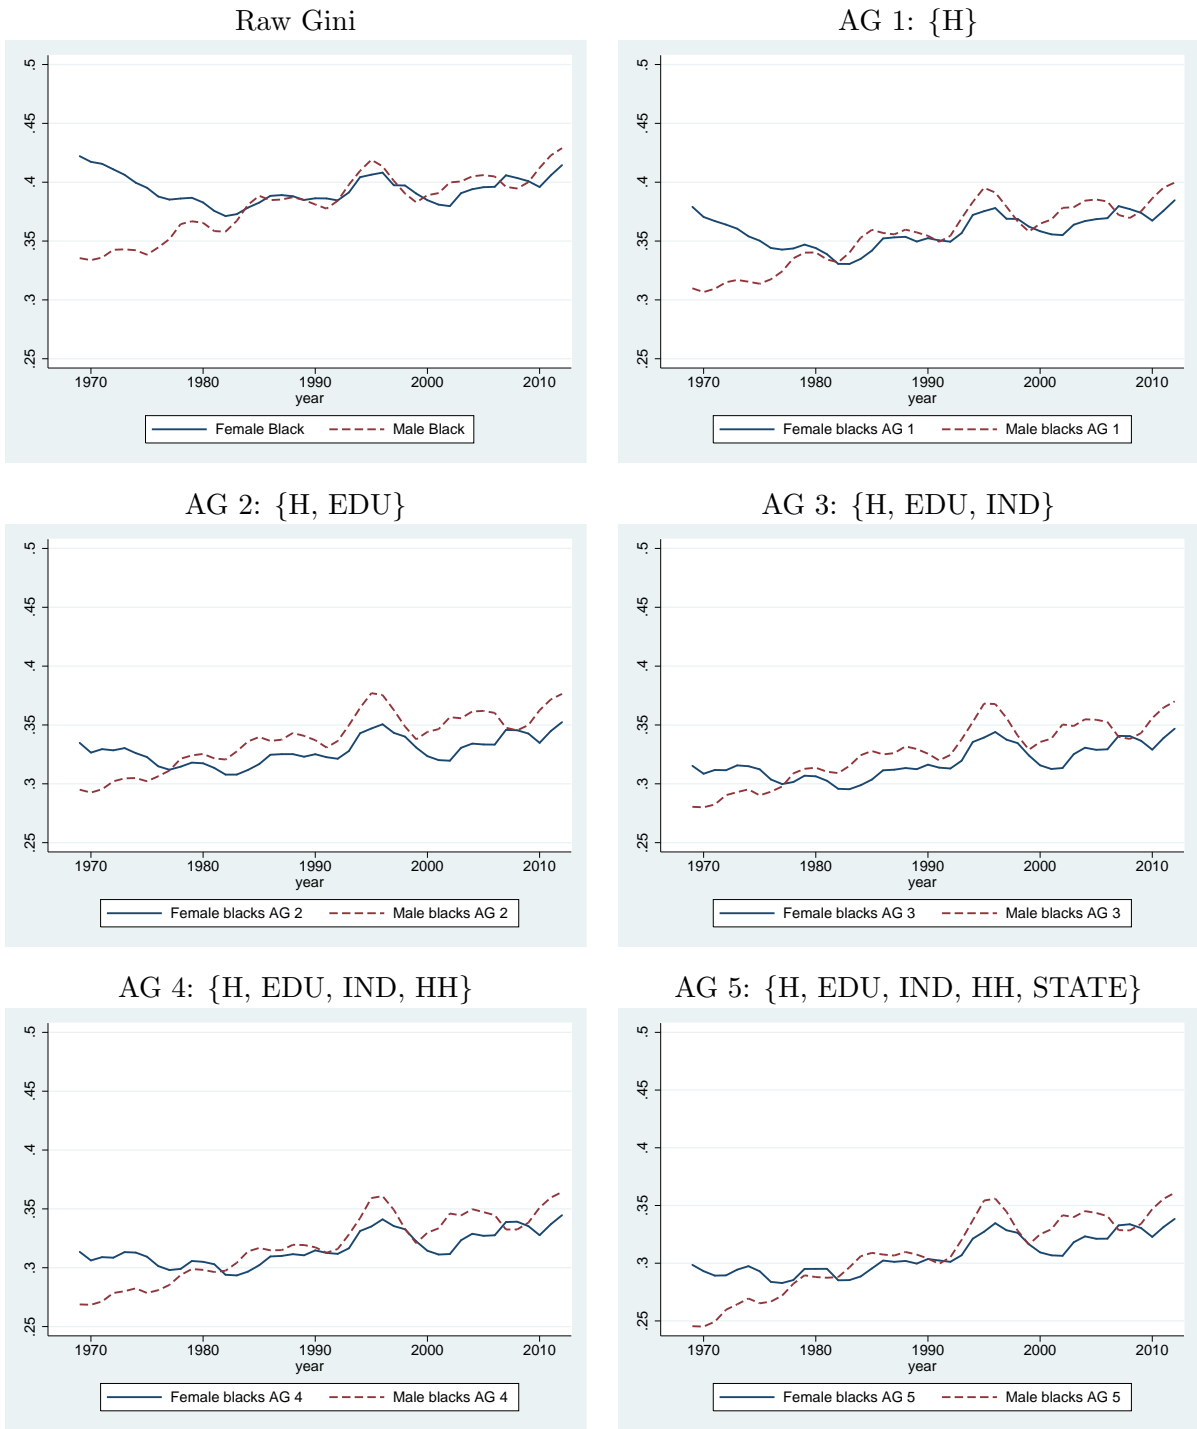 Raw Gini
.5
.45
.4
.35
.3
.25
1970 1980 1990 2000 2010
year
Female Black Male Black
AG 1: {H}
.5
.45
.4
.35
.3
.25
1970 1980 1990 2000 2010
year
Female blacks AG 1 Male blacks AG 1
AG 2: {H, EDU}
.5
.45
.4
.35
.3
.25
1970 1980 1990 2000 2010
year
Female blacks AG 2 Male blacks AG 2
AG 3: {H, EDU, IND}
.5
.45
.4
.35
.3
.25
1970 1980 1990 2000 2010
year
Female blacks AG 3 Male blacks AG 3
AG 4: {H, EDU, IND, HH}
.5
.45
.4
.35
.3
.25
1970 1980 1990 2000 2010
year
Female blacks AG 4 Male blacks AG 4
AG 5: {H, EDU, IND, HH, STATE}
.5
.45
.4
.35
.3
.25
1970 1980 1990 2000 2010
year
Female blacks AG 5 Male blacks AG 5